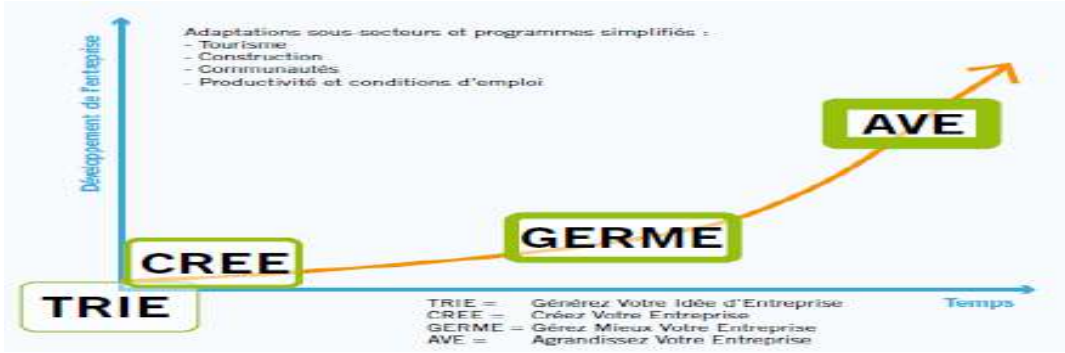 Adaptations sous-secteurs et programmes simplifiés :
- Tourisme
- Construction
- Communautés
- Productivité et conditions d'emploi
Développement de l'entreprise
AVE
GERME
CREE
TRIE
Temps
TRIE = Générez Votre Idée d'Entreprise
CREE = Créez Votre Entreprise
GERME = Gérez Mieux Votre Entreprise
AVE = Agrandissez Votre Entreprise